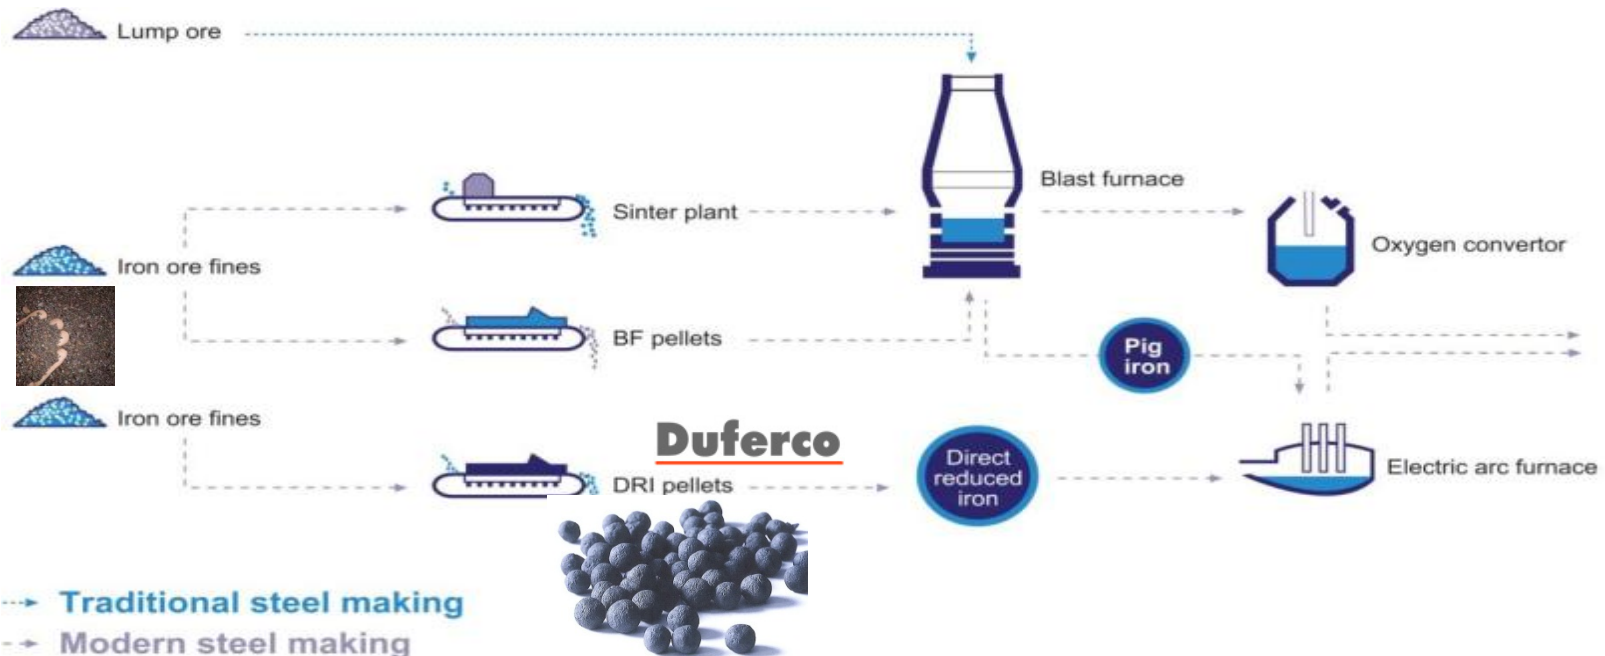 Lump ore
Blast furnace
Sinter plant
Oxygen convertor
Iron ore fines
BF pellets
Pig
iron
Iron ore fines
Duferco
Direct
reduced
iron
Electric arc furnace
DRI pellets
Traditional steel making
Modern steel making